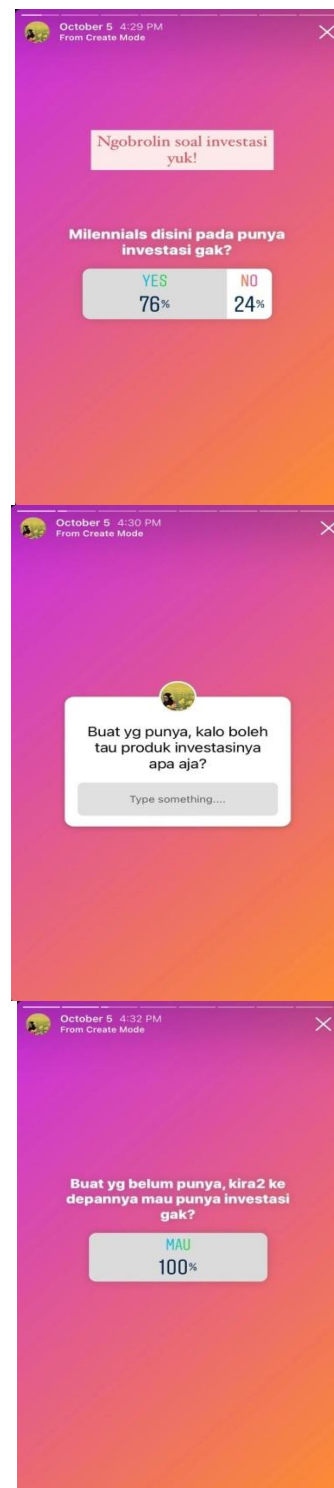 October 5 4:29 PM
From Create Mode
Ngobrolin soal investasi
yuk!
Milennials disini pada punya
investasi gak?
YES NO
76% 24%
October 5 4:30 PM
From Create Mode
Buat yg punya, kalo boleh
tau produk investasinya
apa aja?
Type something....
October 5 4:32 PM
From Create Mode
Buat yg belum punya, kira2 ke
depannya mau punya investasi
gak?
MAU
100%